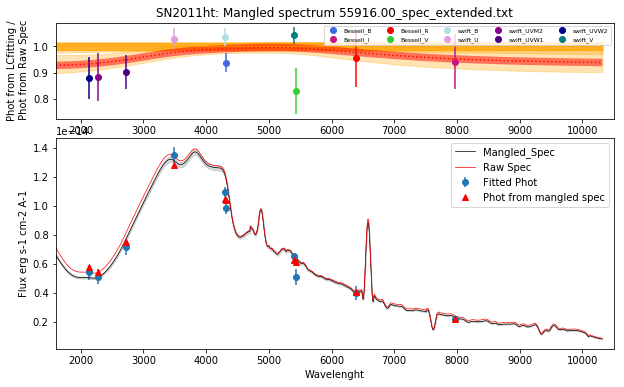 SN2011ht: Mangled spectrum 55916.00_spec_extended.txt
Phot from LCfitting /
Phot from Raw Spec
1.0
0.9
0.8
Bessell_B
Bessell_I
Bessell_R
Bessell_V
swift_B
swift_U
swift_UVM2
swift_UVW1
swift_UVW2
swift_V
2000 3000 4000 5000 6000 7000 8000 9000 10000
1e−14
Flux erg s-1 cm-2 A-1
1.4
1.2
1.0
0.8
0.6
0.4
0.2
Mangled_Spec
Raw Spec
Fitted Phot
Phot from mangled spec
2000 3000 4000 5000 6000 7000 8000 9000 10000
Wavelenght